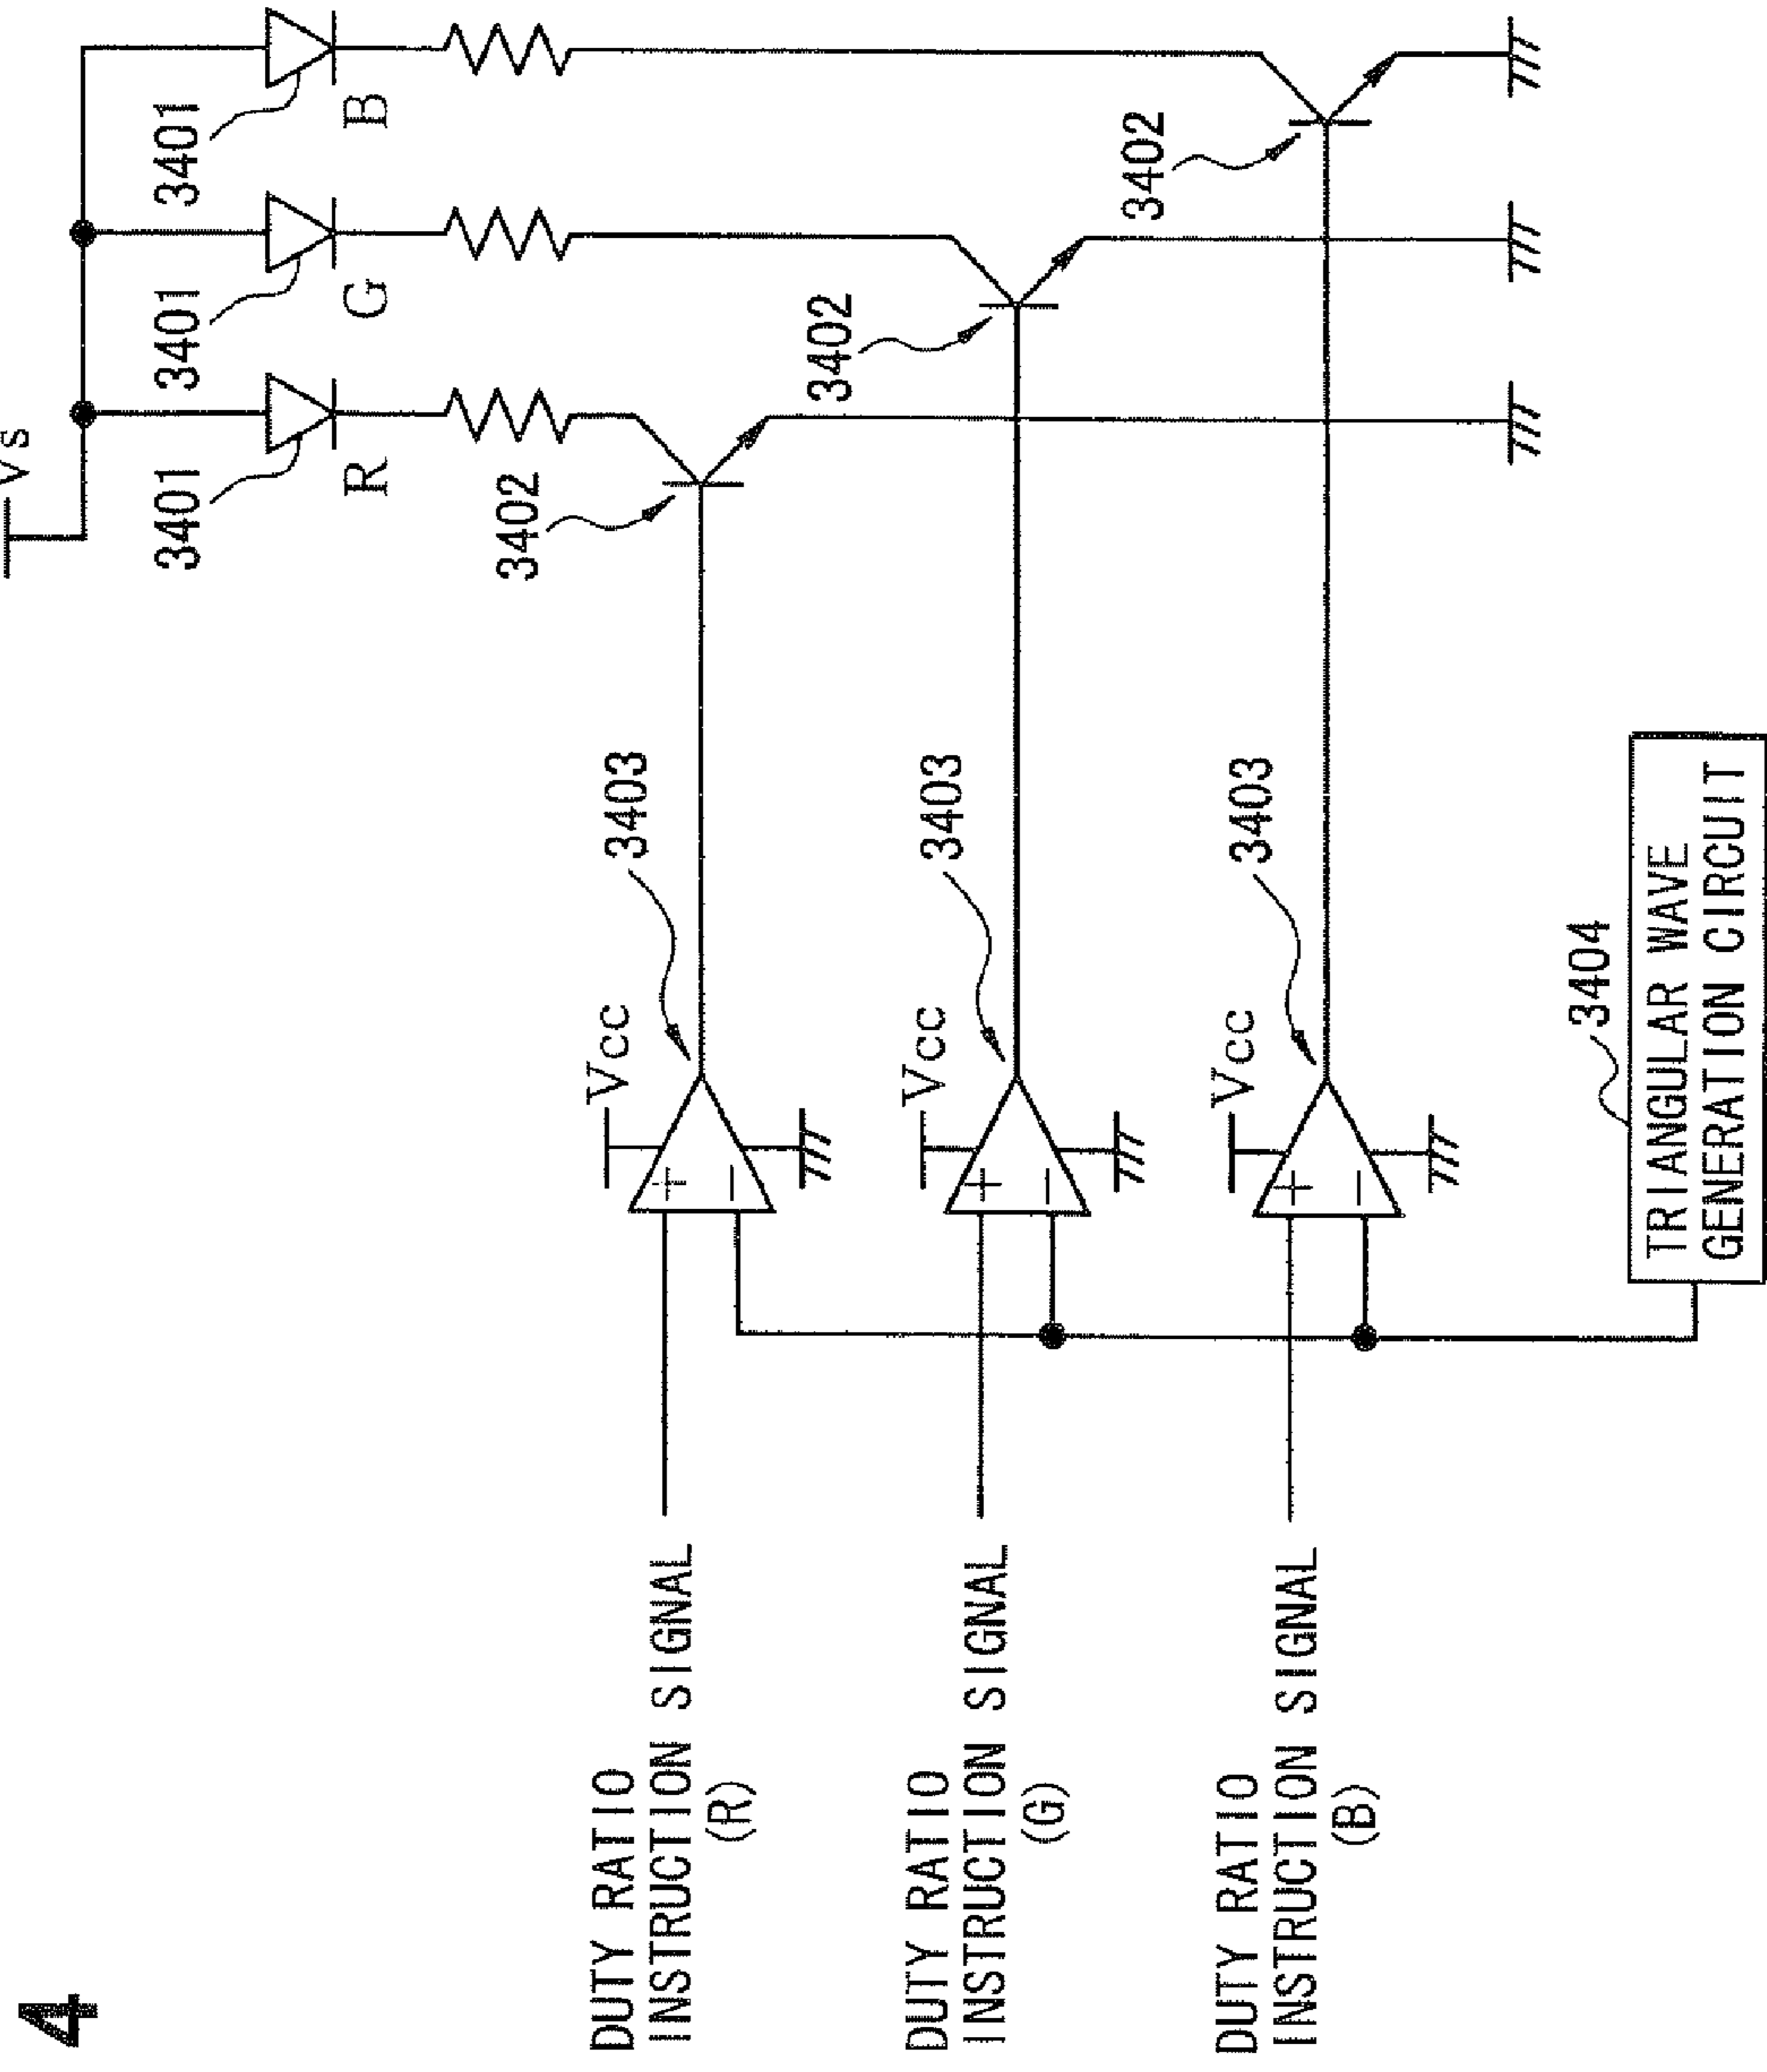 4
Vs
3401
3401
3401
R
G
B
3402
3402
3402
Vcc
3403
Vcc
3403
Vcc
3403
+
−
+
−
+
−
DUTY RATIO
INSTRUCTION SIGNAL
(R)
DUTY RATIO
INSTRUCTION SIGNAL
(G)
DUTY RATIO
INSTRUCTION SIGNAL
(B)
3404
TRIANGULAR WAVE
GENERATION CIRCUIT